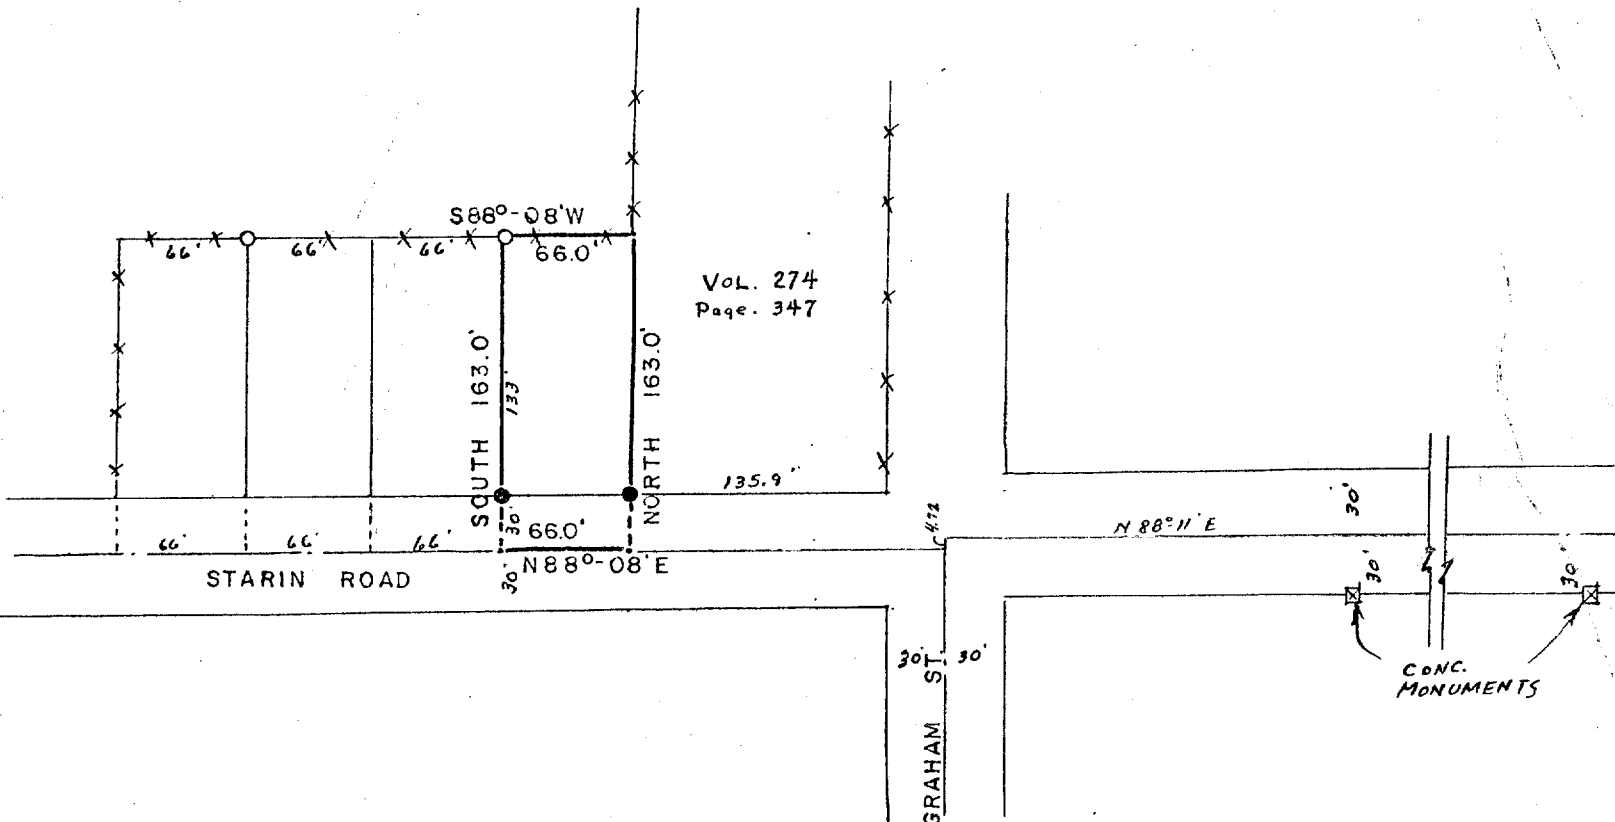 S88°-08'W
66'
66'
66'
66.0'
VOL. 274
Page. 347
SOUTH 163.0'
133'
NORTH 163.0'
135.9'
30'
66.0'
66'
66'
66'
N88°-08'E
30'
STARIN ROAD
4.72
N 88°11' E
30'
30'
30'
30' 30'
GRAHAM ST.
CONC.
MONUMENTS